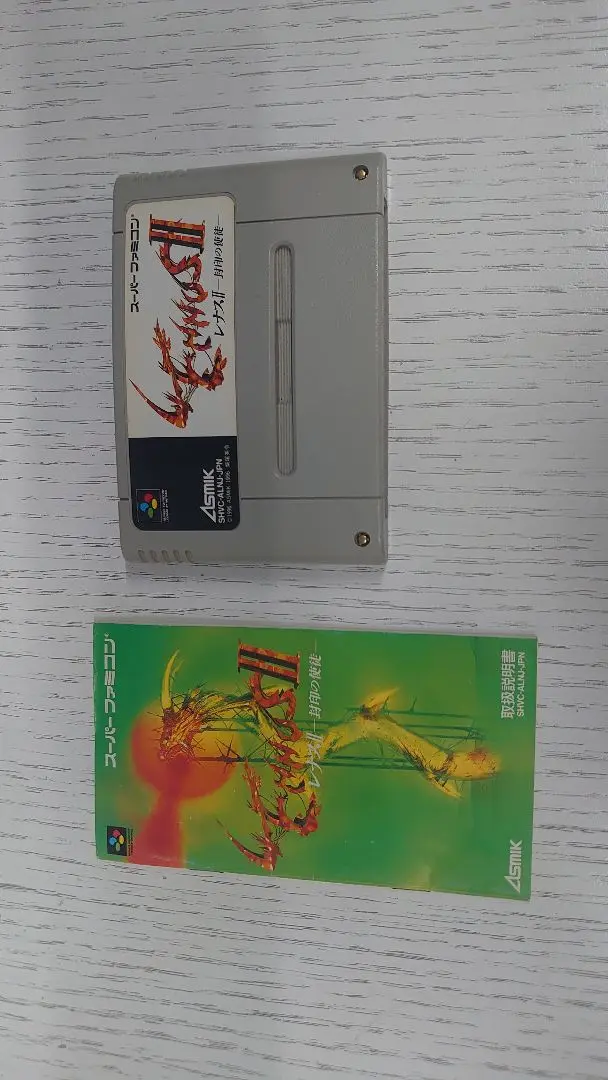 スーパーファミコン
LENNUS II
レナスII―封印の使徒―
ASMIK
SHVC-ALNJ-JPN
スーパーファミコン
LENNUS II
レナスII―封印の使徒―
取扱説明書
SHVC-ALNJ-JPN
ASMIK